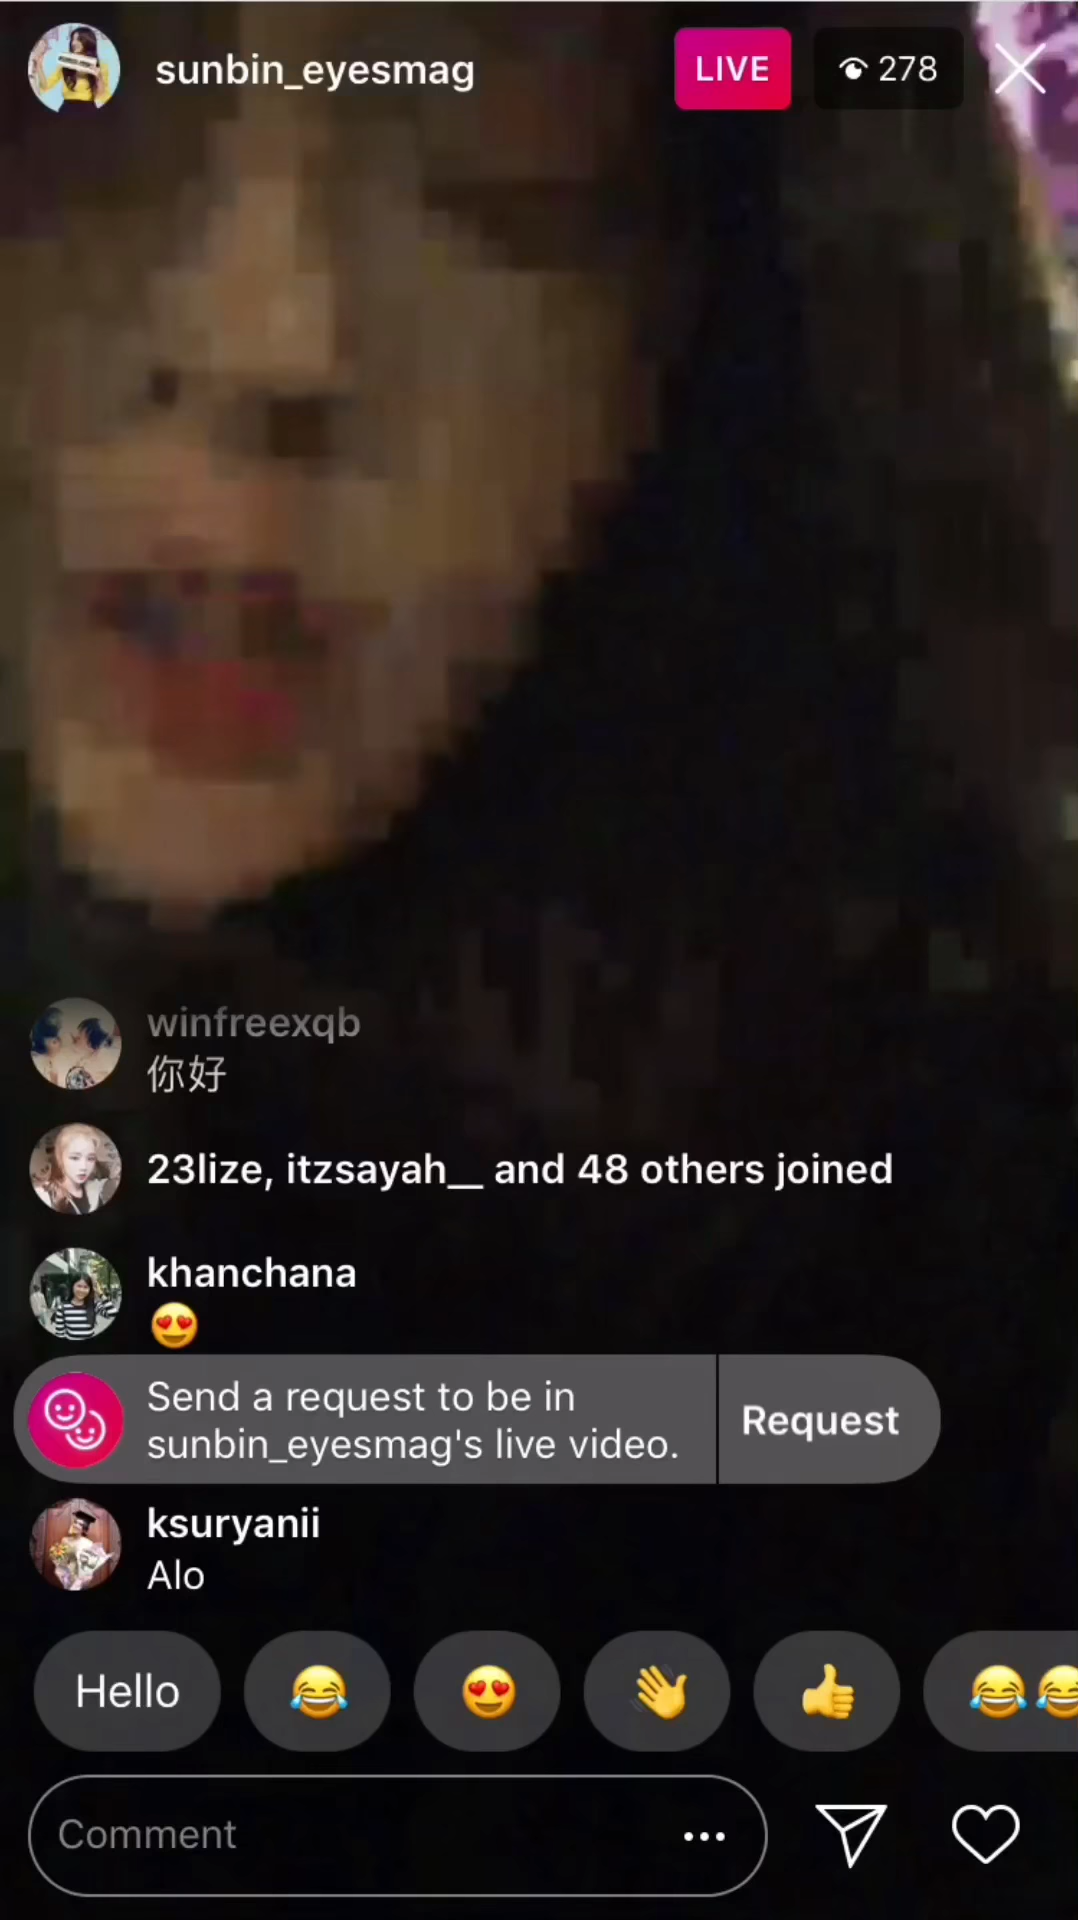 sunbin_eyesmag
LIVE
278
winfreexqb
你好
23lize, itzsayah__ and 48 others joined
khanchana
😍
Send a request to be in
sunbin_eyesmag's live video.
Request
ksuryanii
Alo
Hello
😂
😍
👋
👍
😂😂
Comment